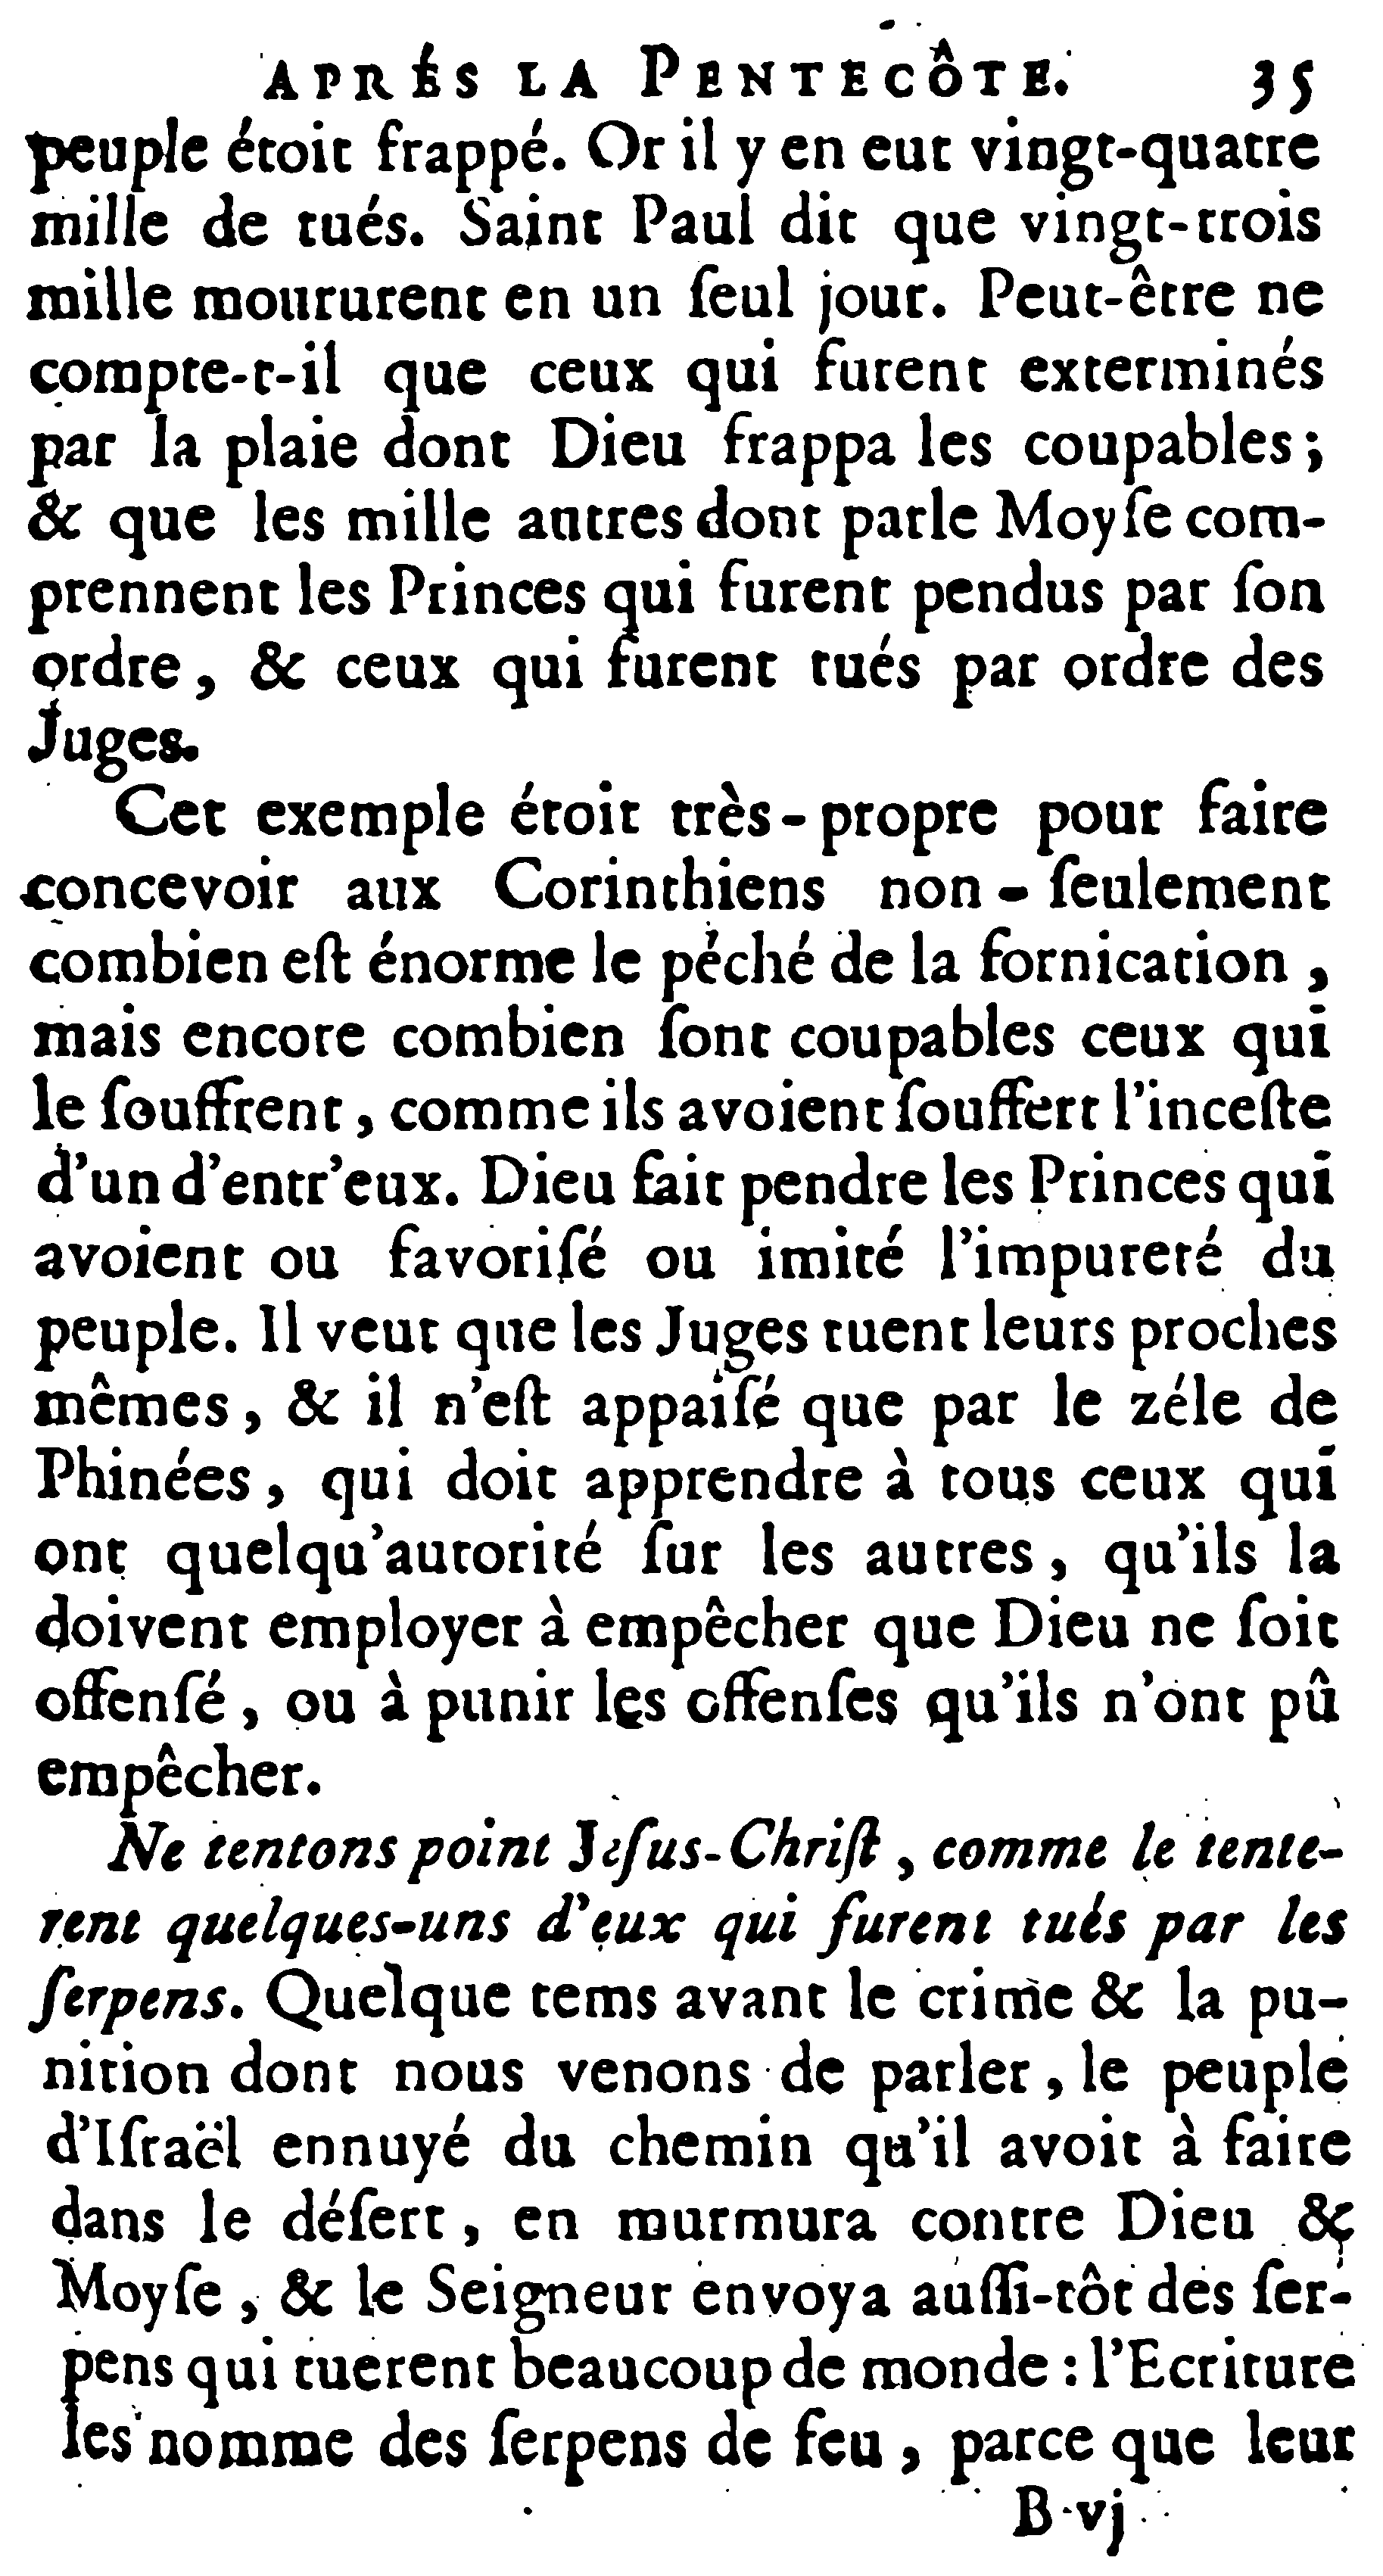 APRÉS LA PENTECÔTE. 35
peuple étoit frappé. Or il y en eut vingt-quatre
mille de tués. Saint Paul dit que vingt-trois
mille moururent en un ſeul jour. Peut-être ne
compte-t-il que ceux qui furent exterminés
par la plaie dont Dieu frappa les coupables;
& que les mille autres dont parle Moyſe com-
prennent les Princes qui furent pendus par ſon
ordre, & ceux qui furent tués par ordre des
Juges.
Cet exemple étoit très-propre pour faire
concevoir aux Corinthiens non-ſeulement
combien eſt énorme le péché de la fornication,
mais encore combien ſont coupables ceux qui
le ſouffrent, comme ils avoient ſouffert l'inceſte
d'un d'entr'eux. Dieu fait pendre les Princes qui
avoient ou favoriſé ou imité l'impureté du
peuple. Il veut que les Juges tuent leurs proches
mêmes, & il n'eſt appaiſé que par le zéle de
Phinées, qui doit apprendre à tous ceux qui
ont quelqu'autorité ſur les autres, qu'ils la
doivent employer à empêcher que Dieu ne ſoit
offenſé, ou à punir les offenſes qu'ils n'ont pû
empêcher.
Ne tentons point Jeſus-Chriſt, comme le tente-
rent quelques-uns d'eux qui furent tués par les
ſerpens. Quelque tems avant le crime & la pu-
nition dont nous venons de parler, le peuple
d'Iſraël ennuyé du chemin qu'il avoit à faire
dans le déſert, en murmura contre Dieu &
Moyſe, & le Seigneur envoya auſſi-tôt des ſer-
pens qui tuerent beaucoup de monde: l'Ecriture
les nomme des ſerpens de feu, parce que leur
B vj